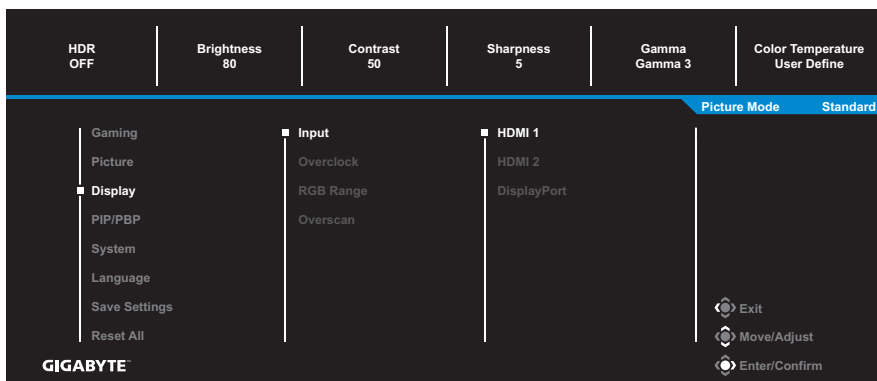 HDR
OFF
Brightness
80
Contrast
50
Sharpness
5
Gamma
Gamma 3
Color Temperature
User Define
Picture Mode Standard
Gaming
Picture
Display
PIP/PBP
System
Language
Save Settings
Reset All
Input
Overclock
RGB Range
Overscan
HDMI 1
HDMI 2
DisplayPort
Exit
Move/Adjust
Enter/Confirm
GIGABYTE™